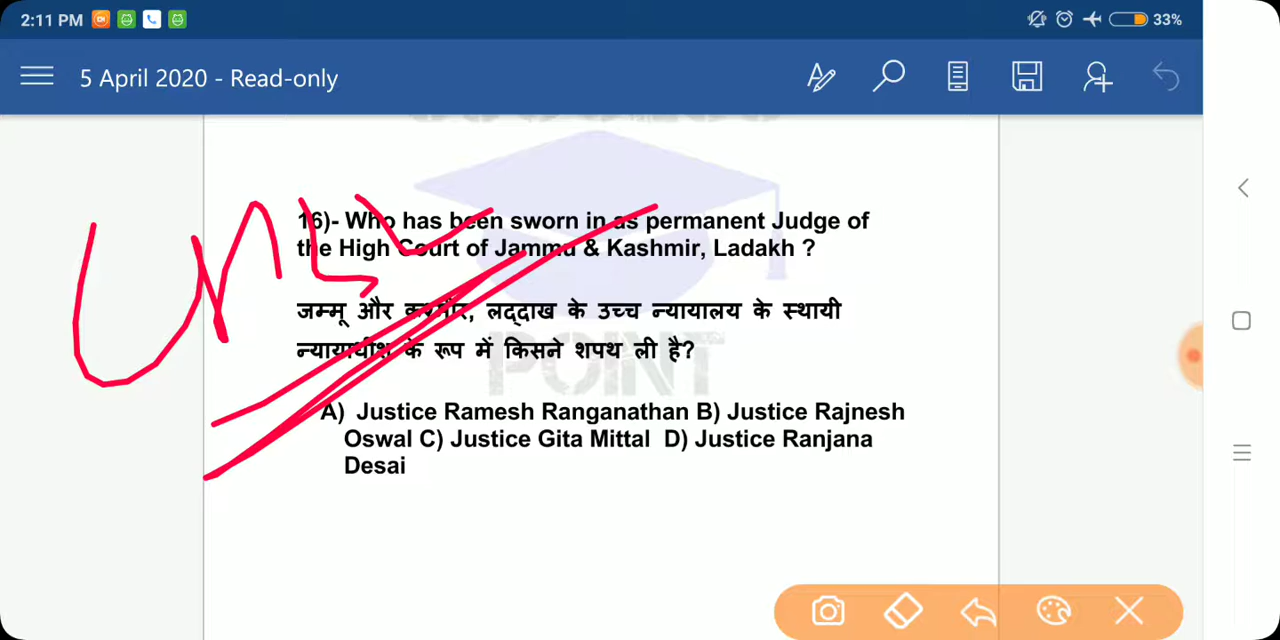 2:11 PM 33%
5 April 2020 - Read-only
16)- Who has been sworn in as permanent Judge of
the High Court of Jammu & Kashmir, Ladakh ?
जम्मू और कश्मीर, लद्दाख के उच्च न्यायालय के स्थायी
न्यायाधीश के रूप में किसने शपथ ली है?
POINT
A) Justice Ramesh Ranganathan B) Justice Rajnesh
Oswal C) Justice Gita Mittal D) Justice Ranjana
Desai